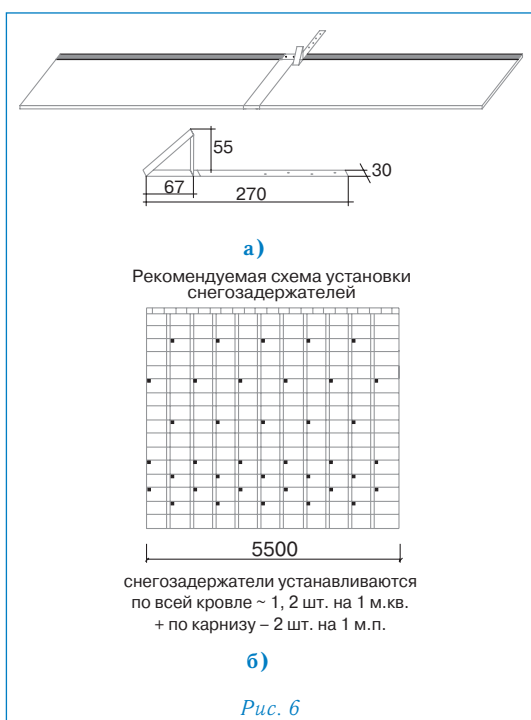 55
30
67
270
а)
Рекомендуемая схема установки
снегозадержателей
5500
снегозадержатели устанавливаются
по всей кровле ~ 1, 2 шт. на 1 м.кв.
+ по карнизу – 2 шт. на 1 м.п.
б)
Рис. 6